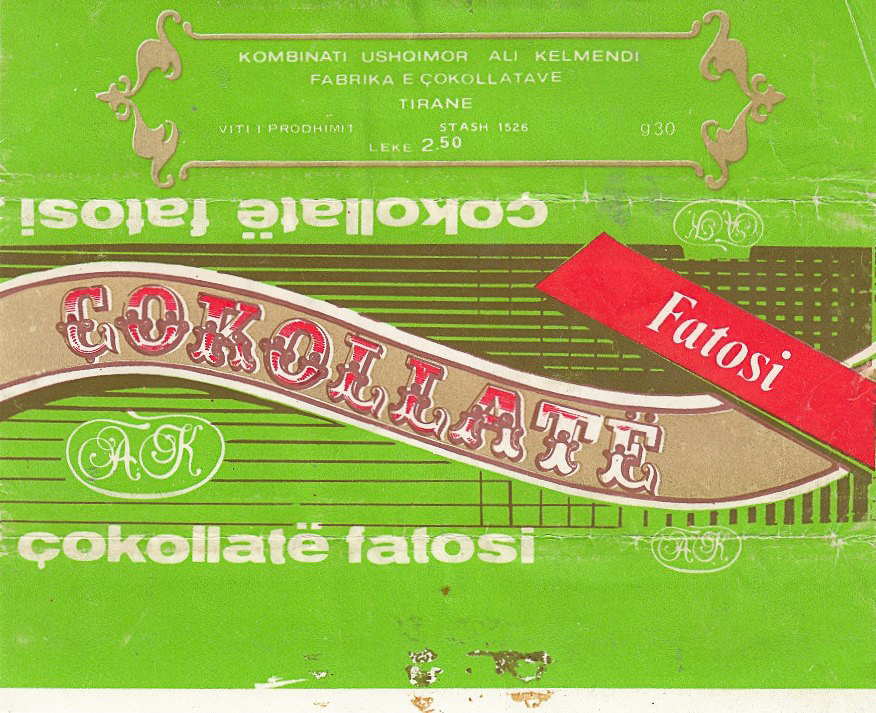 KOMBINATI USHQIMOR ALI KELMENDI
FABRIKA E ÇOKOLLATAVE
TIRANE
VITI I PRODHIMIT STASH 1526 g30
LEKE 2.50
çokollatë fatosi
A.K
Fatosi
ÇOKOLLATË
A.K
çokollatë fatosi
A.K